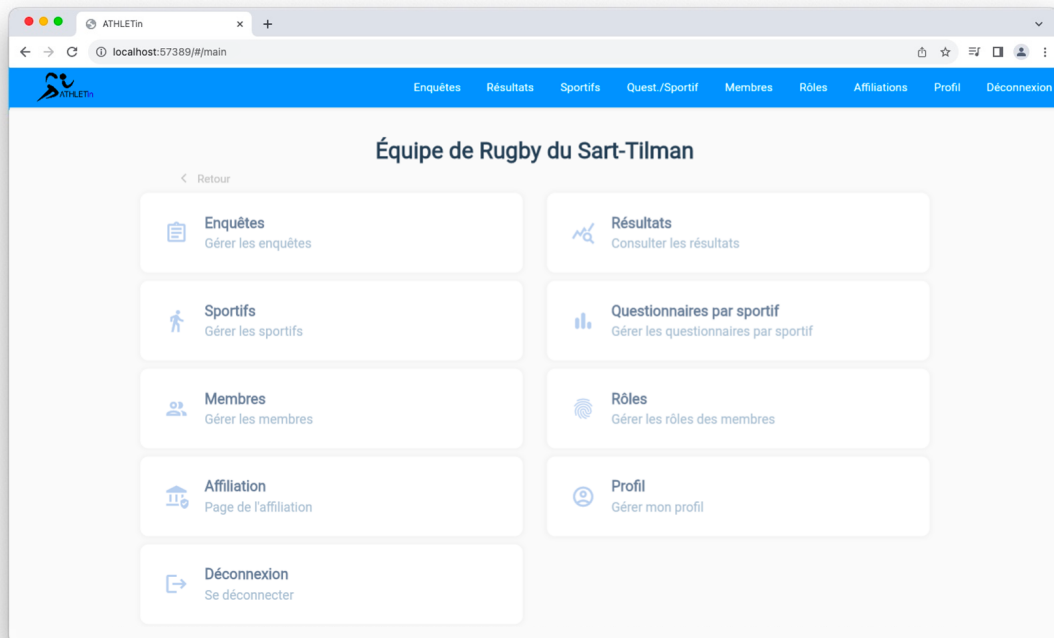 ATHLETin
localhost:57389/#/main
ATHLETin
Enquêtes Résultats Sportifs Quest./Sportif Membres Rôles Affiliations Profil Déconnexion
Équipe de Rugby du Sart-Tilman
Retour
Enquêtes
Gérer les enquêtes
Résultats
Consulter les résultats
Sportifs
Gérer les sportifs
Questionnaires par sportif
Gérer les questionnaires par sportif
Membres
Gérer les membres
Rôles
Gérer les rôles des membres
Affiliation
Page de l'affiliation
Profil
Gérer mon profil
Déconnexion
Se déconnecter